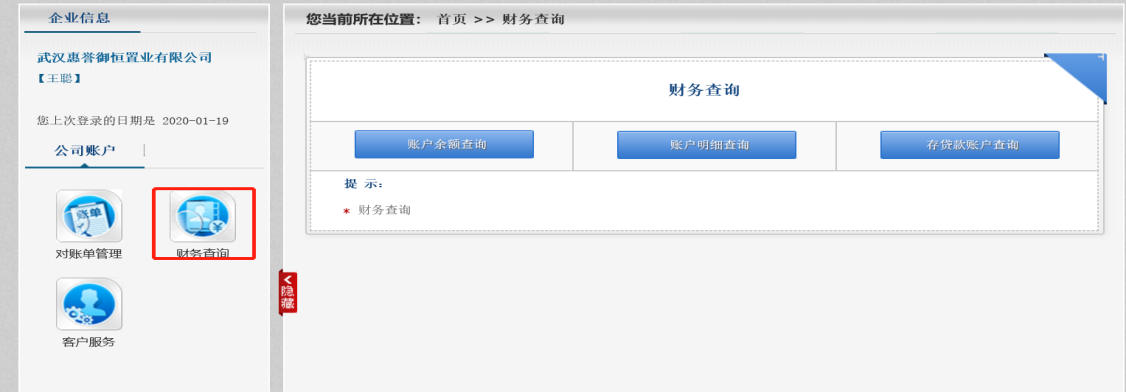 企业信息
武汉惠誉御恒置业有限公司
【王聪】
您上次登录的日期是 2020-01-19
公司账户
账单
对账单管理
财务查询
客户服务
隐藏
您当前所在位置: 首页 >> 财务查询
财务查询
账户余额查询
账户明细查询
存贷款账户查询
提 示:
* 财务查询